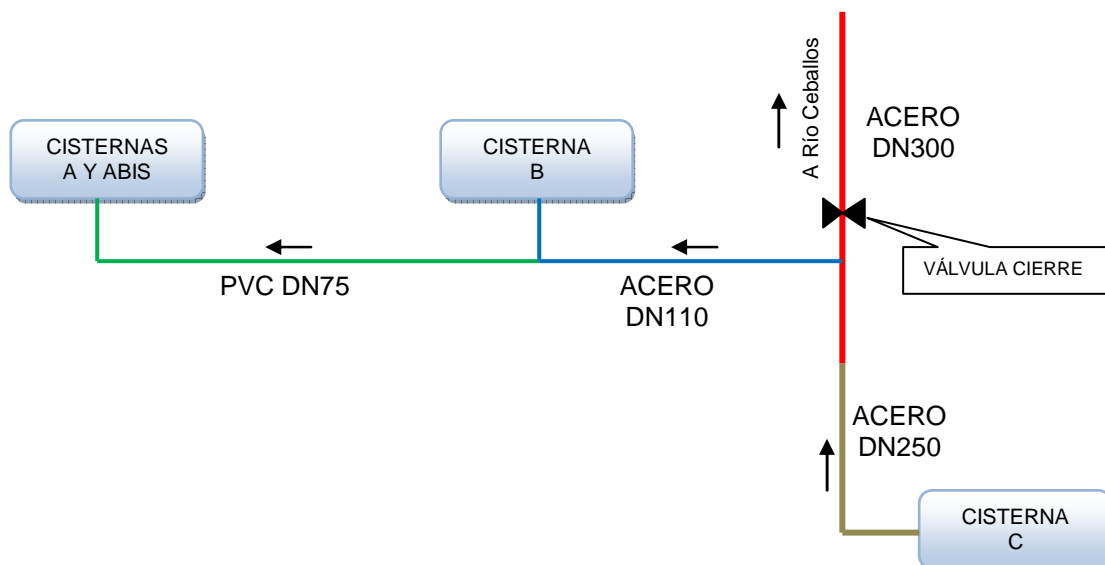 A Río Ceballos
ACERO
DN300
CISTERNAS
A Y ABIS
CISTERNA
B
VÁLVULA CIERRE
PVC DN75
ACERO
DN110
ACERO
DN250
CISTERNA
C